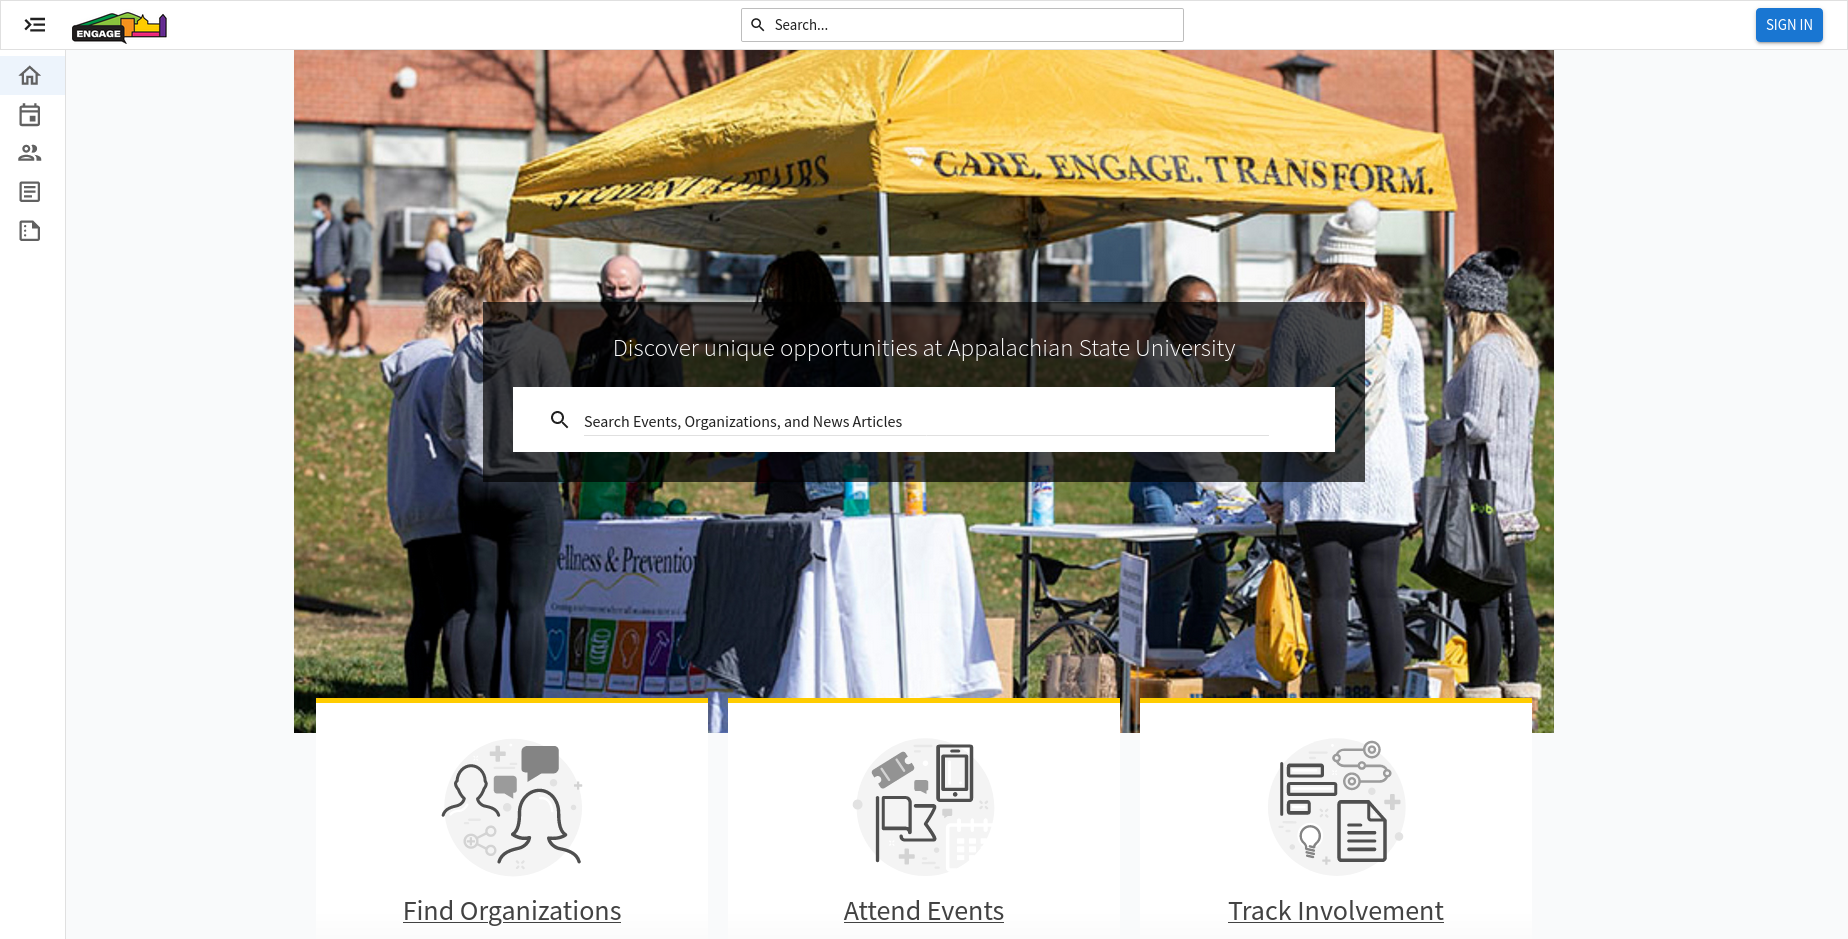 ENGAGE
Search...
SIGN IN
STUDENT AFFAIRS
CARE. ENGAGE. TRANSFORM.
Discover unique opportunities at Appalachian State University
Search Events, Organizations, and News Articles
ellness & Prevention
Find Organizations
Attend Events
Track Involvement